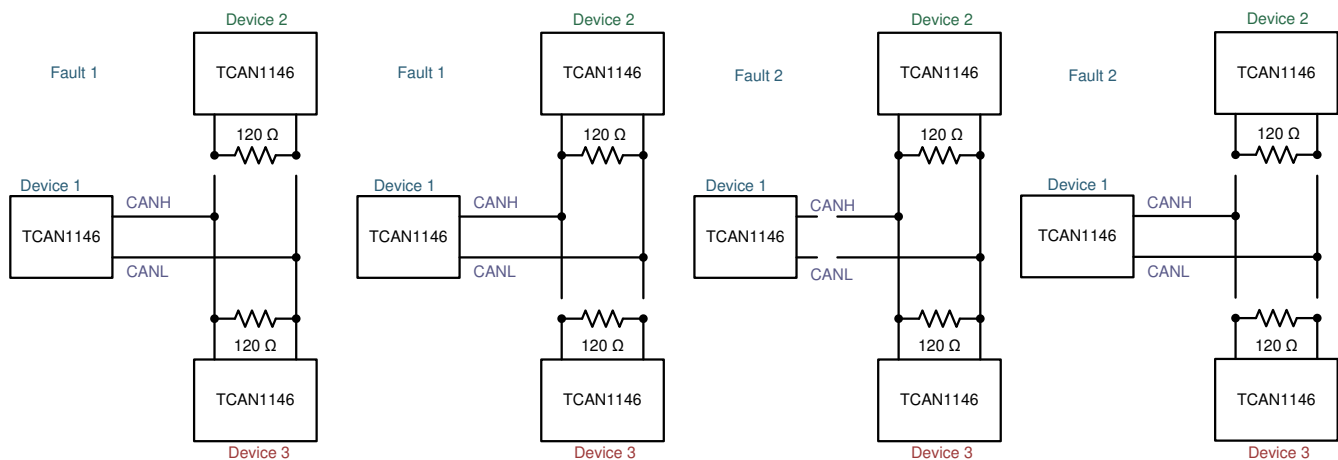 Device 2
Fault 1
TCAN1146
120 Ω
Device 1
CANH
TCAN1146
CANL
120 Ω
TCAN1146
Device 3
Device 2
Fault 1
TCAN1146
120 Ω
Device 1
CANH
TCAN1146
CANL
120 Ω
TCAN1146
Device 3
Device 2
Fault 2
TCAN1146
120 Ω
Device 1
CANH
TCAN1146
CANL
120 Ω
TCAN1146
Device 3
Device 2
Fault 2
TCAN1146
120 Ω
Device 1
CANH
TCAN1146
CANL
120 Ω
TCAN1146
Device 3